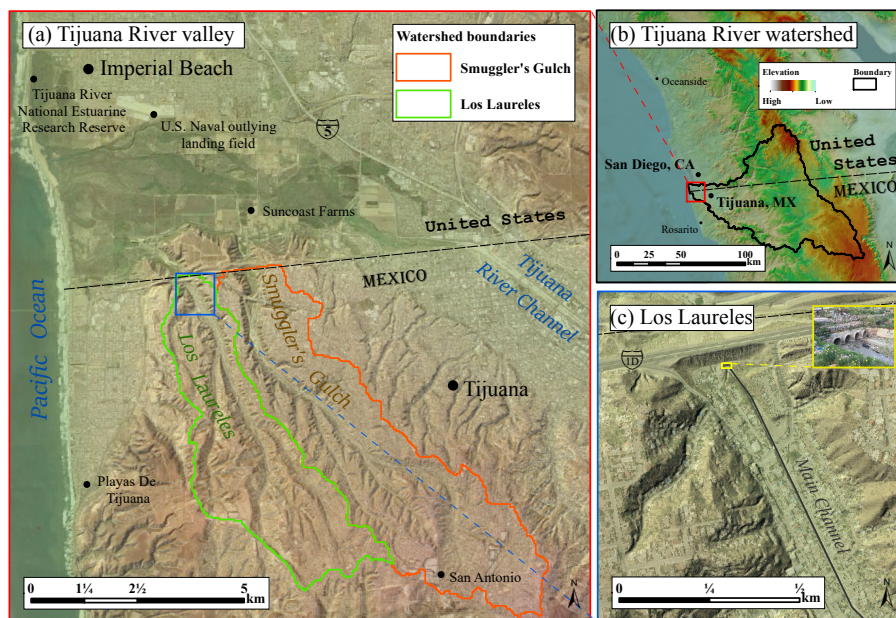 (a) Tijuana River valley
Imperial Beach
Tijuana River
National Estuarine
Research Reserve
U.S. Naval outlying
landing field
5
Suncoast Farms
Watershed boundaries
Smuggler's Gulch
Los Laureles
United States
MEXICO
Tijuana
River Channel
Pacific Ocean
Smuggler's
Gulch
Los Laureles
Tijuana
Playas De
Tijuana
San Antonio
0 1¼ 2½ 5
km
N
(b) Tijuana River watershed
Oceanside
Elevation
High Low
Boundary
United
States
San Diego, CA
MEXICO
Tijuana, MX
Rosarito
0 25 50 100
km
N
(c) Los Laureles
1D
Main Channel
0 ¼ ½
km
N